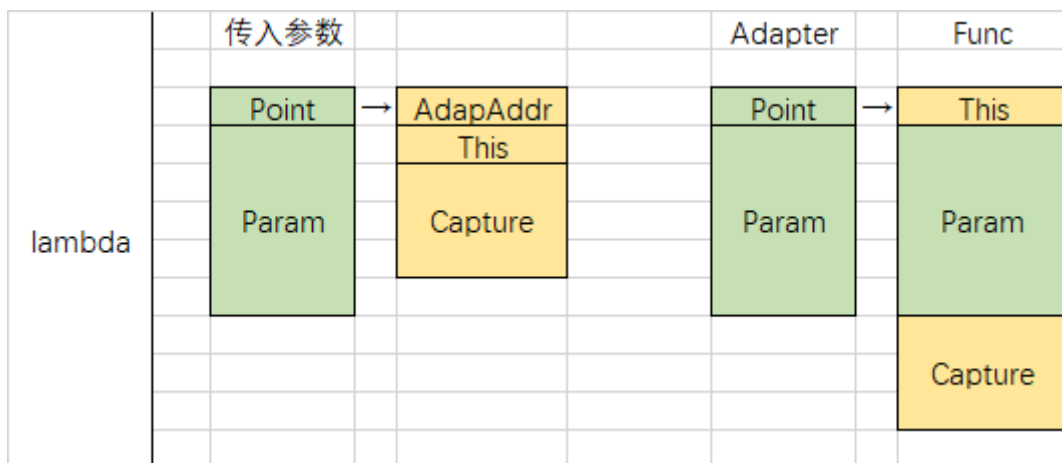 传入参数 Adapter Func
Point → AdapAddr Point → This
This
lambda Param Capture Param Param
Capture